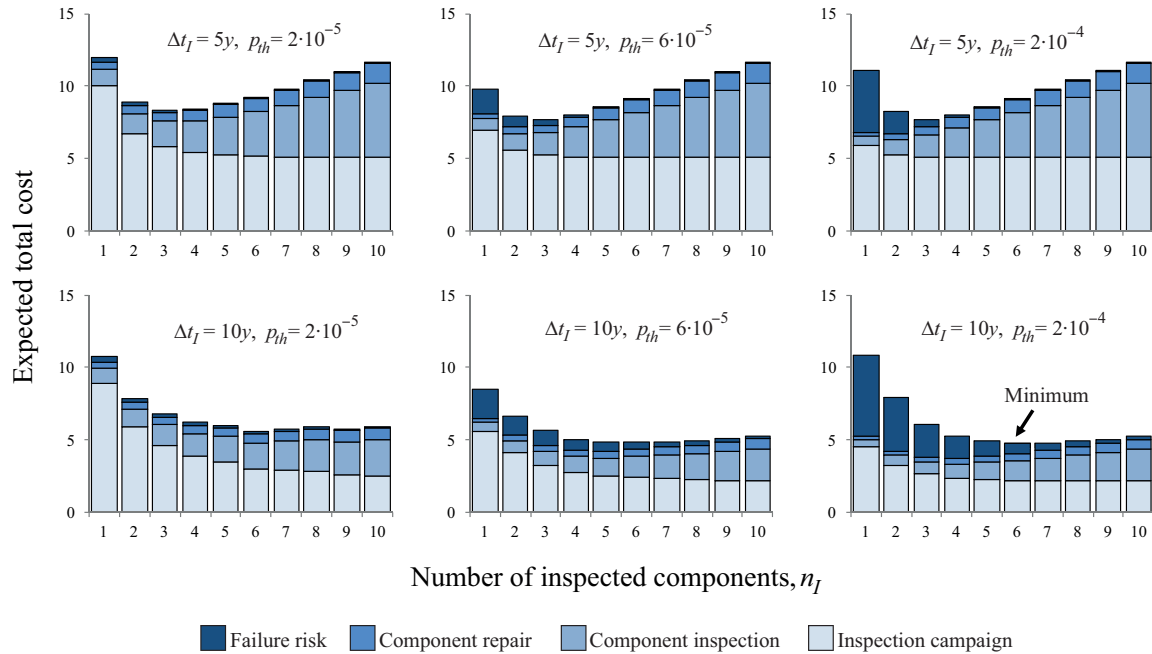 Δt_I = 5y, p_th = 2·10⁻⁵
Δt_I = 5y, p_th = 6·10⁻⁵
Δt_I = 5y, p_th = 2·10⁻⁴
15
10
5
0
1 2 3 4 5 6 7 8 9 10
15
10
5
0
1 2 3 4 5 6 7 8 9 10
15
10
5
0
1 2 3 4 5 6 7 8 9 10
Expected total cost
Δt_I = 10y, p_th = 2·10⁻⁵
Δt_I = 10y, p_th = 6·10⁻⁵
Δt_I = 10y, p_th = 2·10⁻⁴
Minimum
15
10
5
0
1 2 3 4 5 6 7 8 9 10
15
10
5
0
1 2 3 4 5 6 7 8 9 10
15
10
5
0
1 2 3 4 5 6 7 8 9 10
Number of inspected components, n_I
Failure risk Component repair Component inspection Inspection campaign